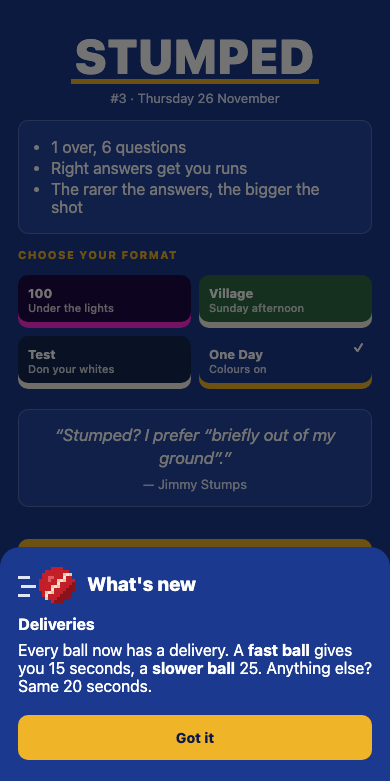 STUMPED
#3 · Thursday 26 November
• 1 over, 6 questions
• Right answers get you runs
• The rarer the answers, the bigger the
shot
CHOOSE YOUR FORMAT
100
Under the lights
Village
Sunday afternoon
Test
Don your whites
One Day
Colours on
“Stumped? I prefer “briefly out of my
ground”.”
— Jimmy Stumps
What's new
Deliveries
Every ball now has a delivery. A fast ball gives
you 15 seconds, a slower ball 25. Anything else?
Same 20 seconds.
Got it